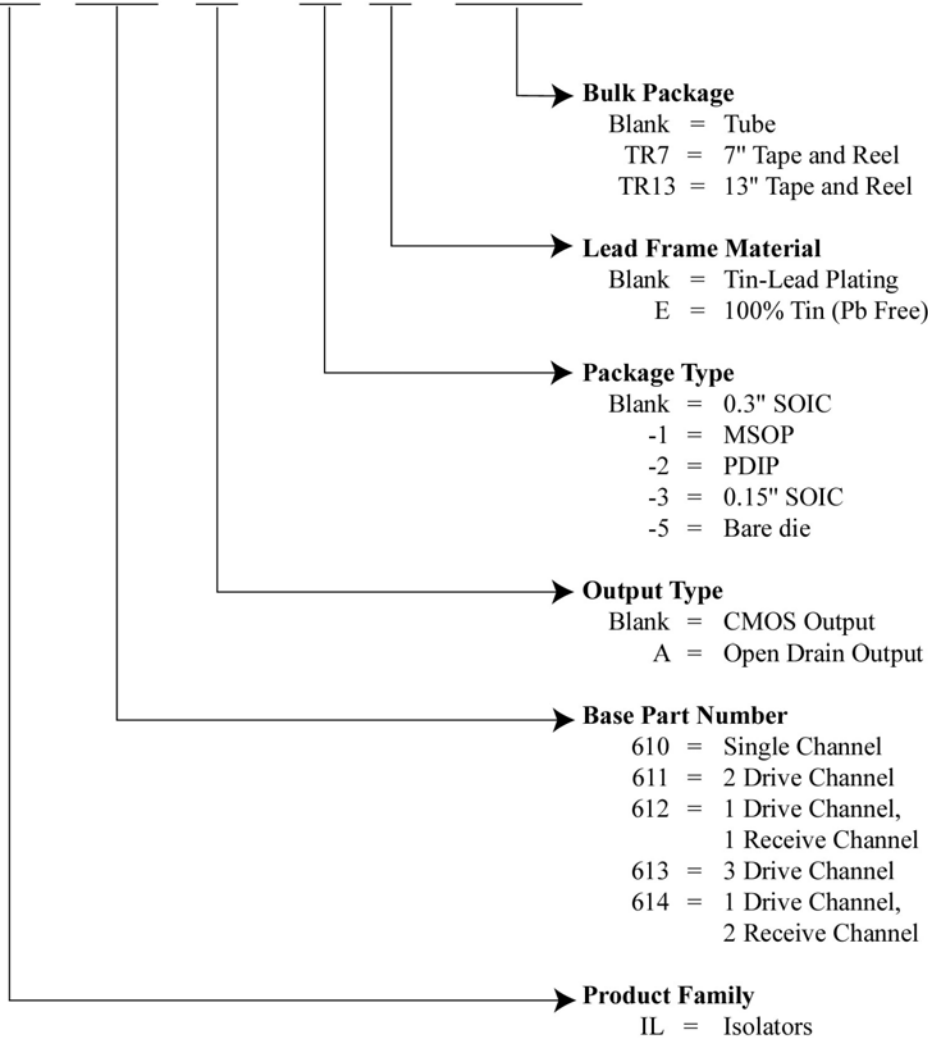 Bulk Package
Blank = Tube
TR7 = 7" Tape and Reel
TR13 = 13" Tape and Reel
Lead Frame Material
Blank = Tin-Lead Plating
E = 100% Tin (Pb Free)
Package Type
Blank = 0.3" SOIC
-1 = MSOP
-2 = PDIP
-3 = 0.15" SOIC
-5 = Bare die
Output Type
Blank = CMOS Output
A = Open Drain Output
Base Part Number
610 = Single Channel
611 = 2 Drive Channel
612 = 1 Drive Channel,
1 Receive Channel
613 = 3 Drive Channel
614 = 1 Drive Channel,
2 Receive Channel
Product Family
IL = Isolators